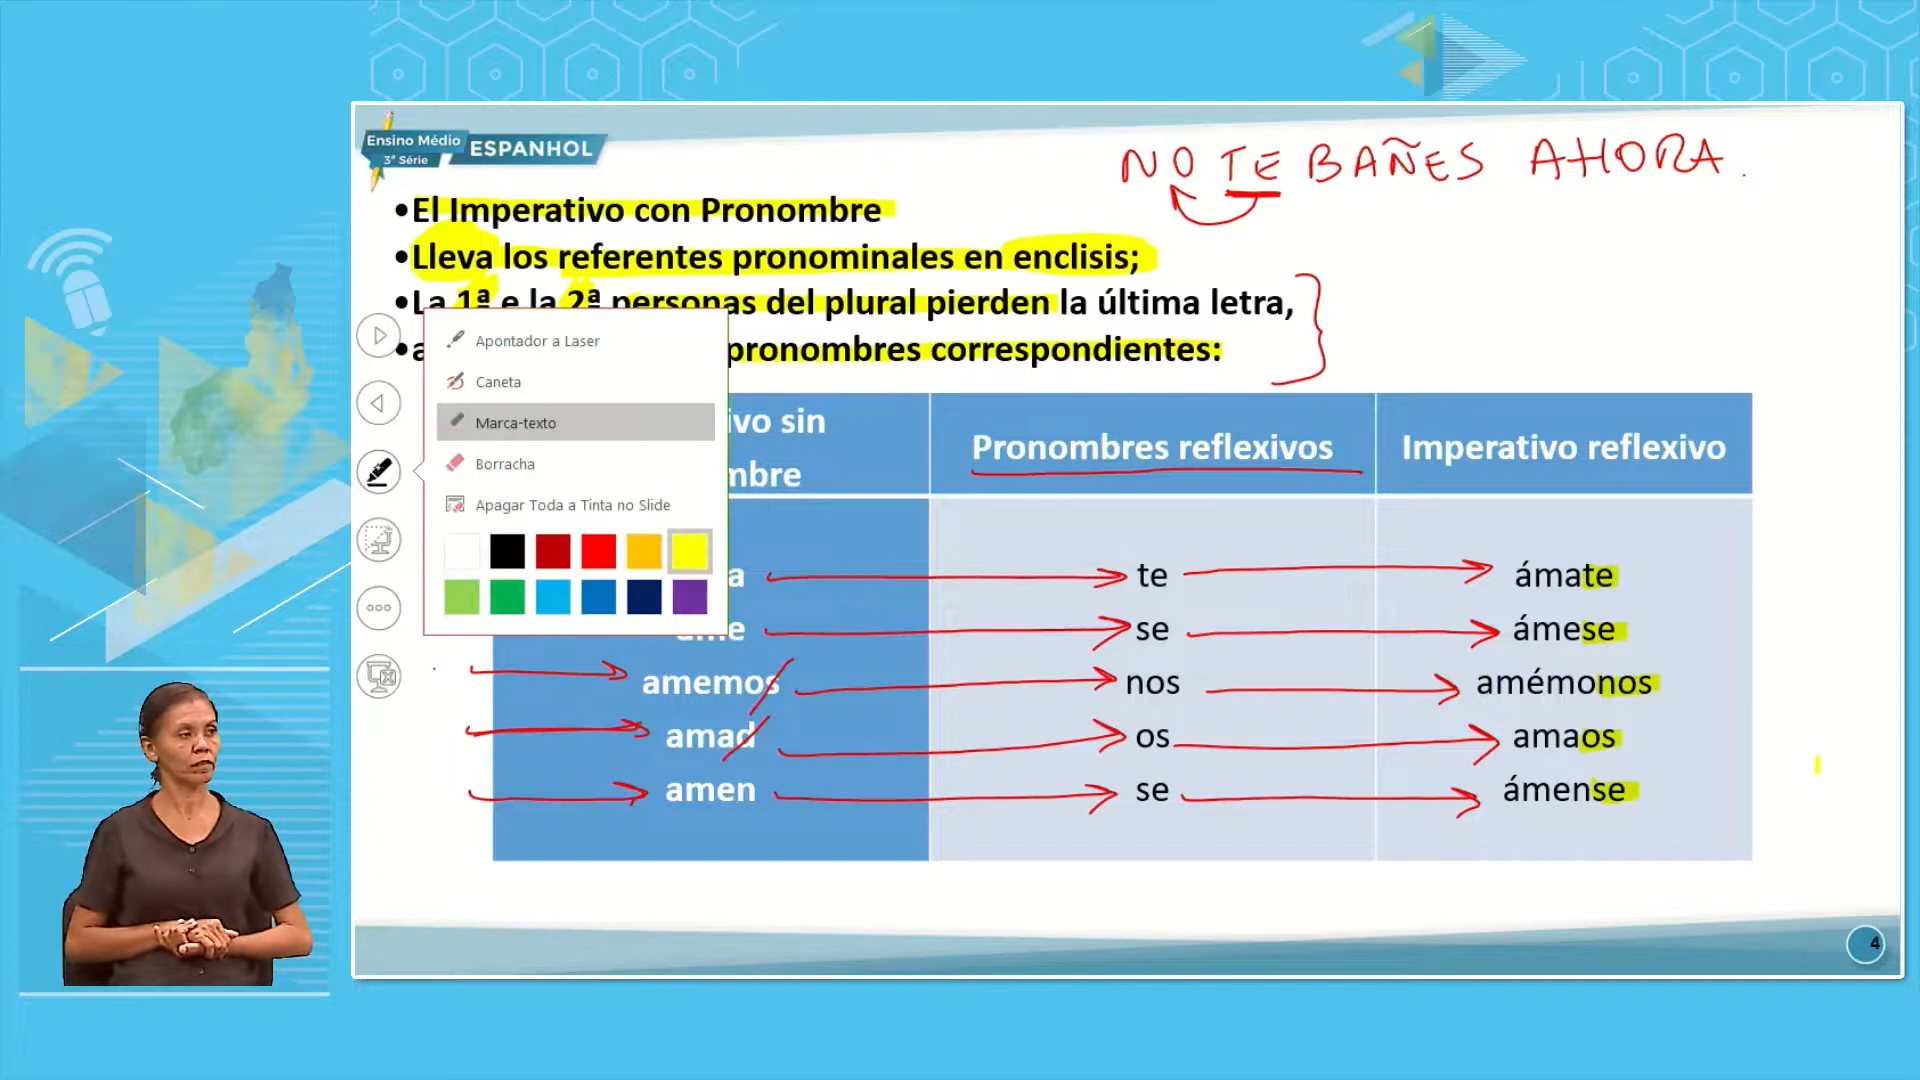 Ensino Médio
3ª Série
ESPANHOL
NO TE BAÑES AHORA.
•El Imperativo con Pronombre
•Lleva los referentes pronominales en enclisis;
•La 1ª e la 2ª personas del plural pierden la última letra,
pronombres correspondientes:
Apontador a Laser
Caneta
Marca-texto
Borracha
Apagar Toda a Tinta no Slide
sin
Pronombres reflexivos
Imperativo reflexivo
te ámate
ame se ámese
amemos nos amémonos
amad os amaos
amen se ámense
4